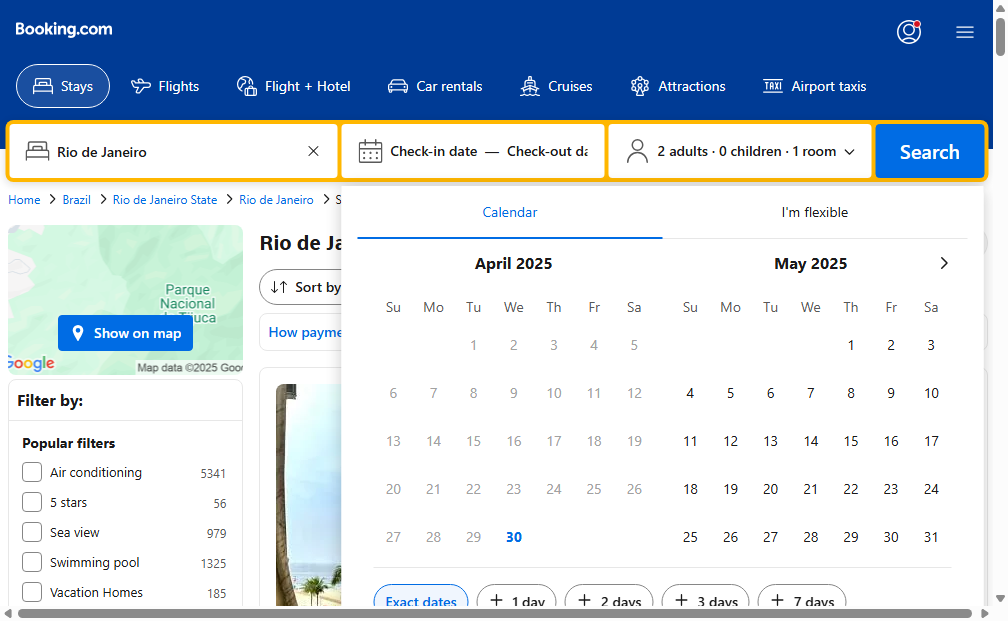 Booking.com
Stays
Flights
Flight + Hotel
Car rentals
Cruises
Attractions
TAXI
Airport taxis
Rio de Janeiro
Check-in date — Check-out da
2 adults · 0 children · 1 room
Search
Home > Brazil > Rio de Janeiro State > Rio de Janeiro > S
Calendar
I'm flexible
Rio de Ja
Sort by
How payme
Parque
Nacional
da Tijuca
Show on map
Google
Map data ©2025 Goo
Filter by:
Popular filters
Air conditioning 5341
5 stars 56
Sea view 979
Swimming pool 1325
Vacation Homes 185
April 2025
Su Mo Tu We Th Fr Sa
1 2 3 4 5
6 7 8 9 10 11 12
13 14 15 16 17 18 19
20 21 22 23 24 25 26
27 28 29 30
May 2025
Su Mo Tu We Th Fr Sa
1 2 3
4 5 6 7 8 9 10
11 12 13 14 15 16 17
18 19 20 21 22 23 24
25 26 27 28 29 30 31
Exact dates
+ 1 day
+ 2 days
+ 3 days
+ 7 days